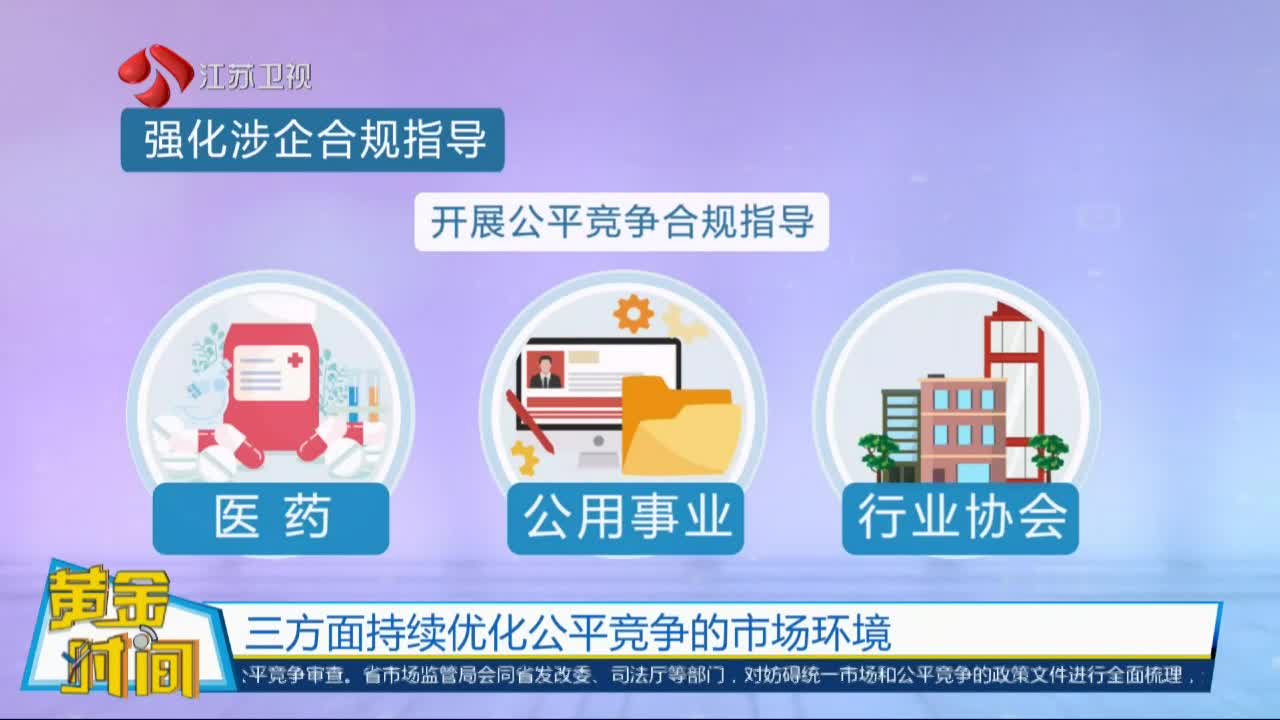 江苏卫视
强化涉企合规指导
开展公平竞争合规指导
医药
公用事业
行业协会
黄金时间
三方面持续优化公平竞争的市场环境
公平竞争审查。省市场监管局会同省发改委、司法厅等部门，对妨碍统一市场和公平竞争的政策文件进行全面梳理，